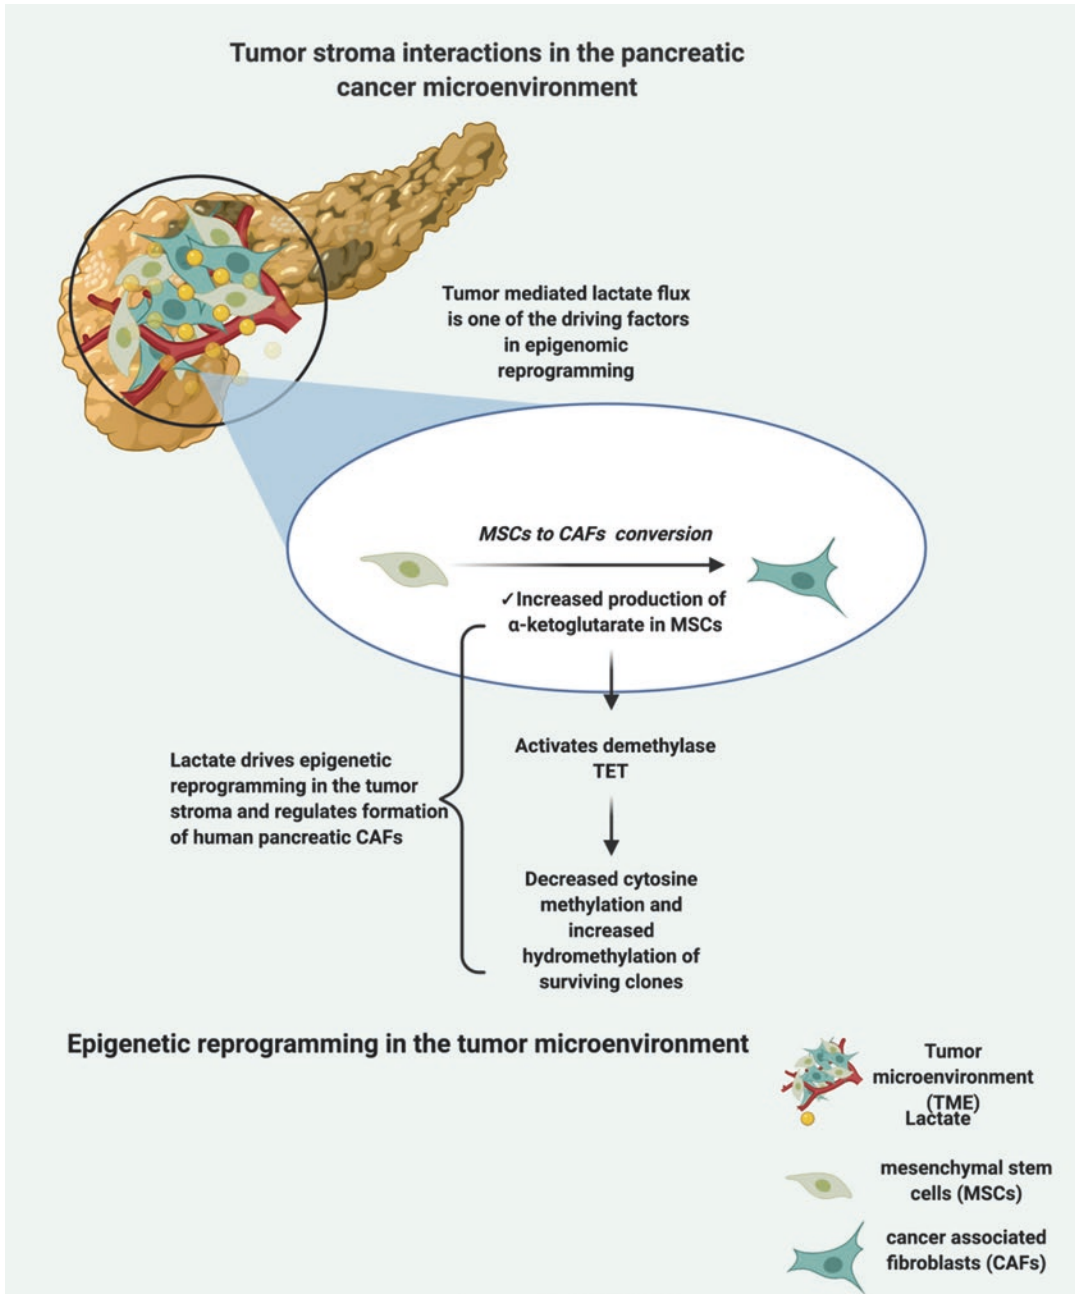 Tumor stroma interactions in the pancreatic
cancer microenvironment
Tumor mediated lactate flux
is one of the driving factors
in epigenomic
reprogramming
MSCs to CAFs conversion
✓Increased production of
α-ketoglutarate in MSCs
Activates demethylase
TET
Lactate drives epigenetic
reprogramming in the tumor
stroma and regulates formation
of human pancreatic CAFs
Decreased cytosine
methylation and
increased
hydromethylation of
surviving clones
Epigenetic reprogramming in the tumor microenvironment
Tumor
microenvironment
(TME)
Lactate
mesenchymal stem
cells (MSCs)
cancer associated
fibroblasts (CAFs)